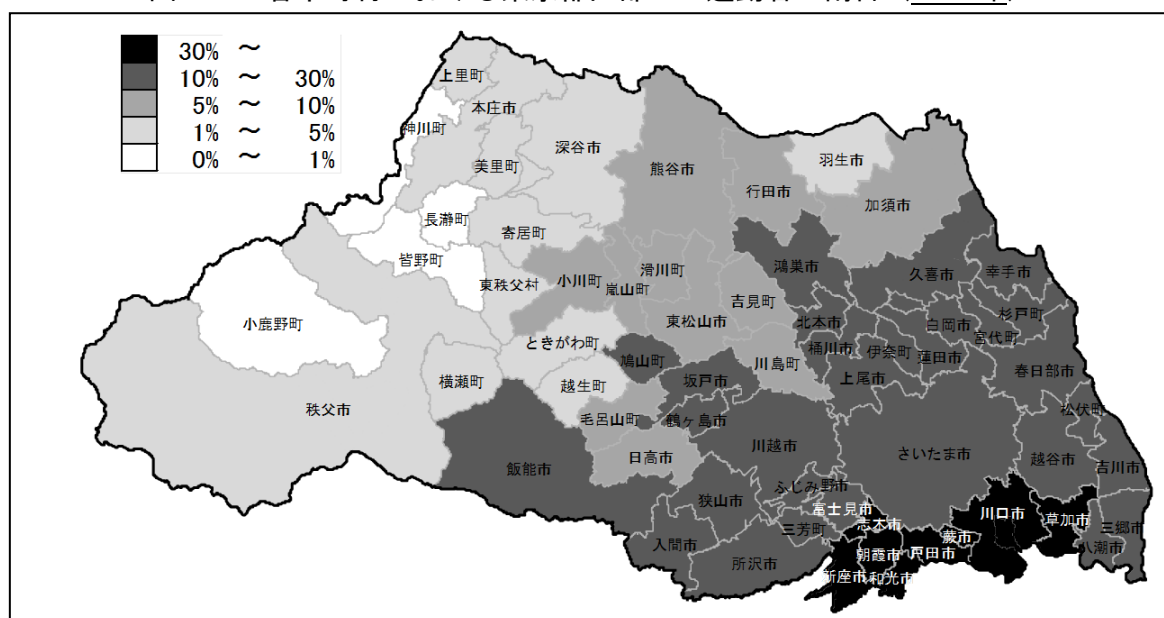 30% ～
10% ～ 30%
5% ～ 10%
1% ～ 5%
0% ～ 1%
上里町
本庄市
神川町
美里町
深谷市
熊谷市
行田市
羽生市
加須市
長瀞町
寄居町
皆野町
東秩父村
小川町
嵐山町
滑川町
吉見町
鴻巣市
久喜市
幸手市
杉戸町
白岡市
宮代町
北本市
東松山市
小鹿野町
ときがわ町
鳩山町
川島町
桶川市
伊奈町
蓮田市
上尾市
春日部市
横瀬町
越生町
坂戸市
秩父市
毛呂山町
鶴ヶ島市
川越市
松伏町
さいたま市
越谷市
吉川市
飯能市
日高市
狭山市
ふじみ野市
富士見市
志木市
三芳町
川口市
草加市
三郷市
八潮市
入間市
所沢市
朝霞市
蕨市
戸田市
新座市
和光市